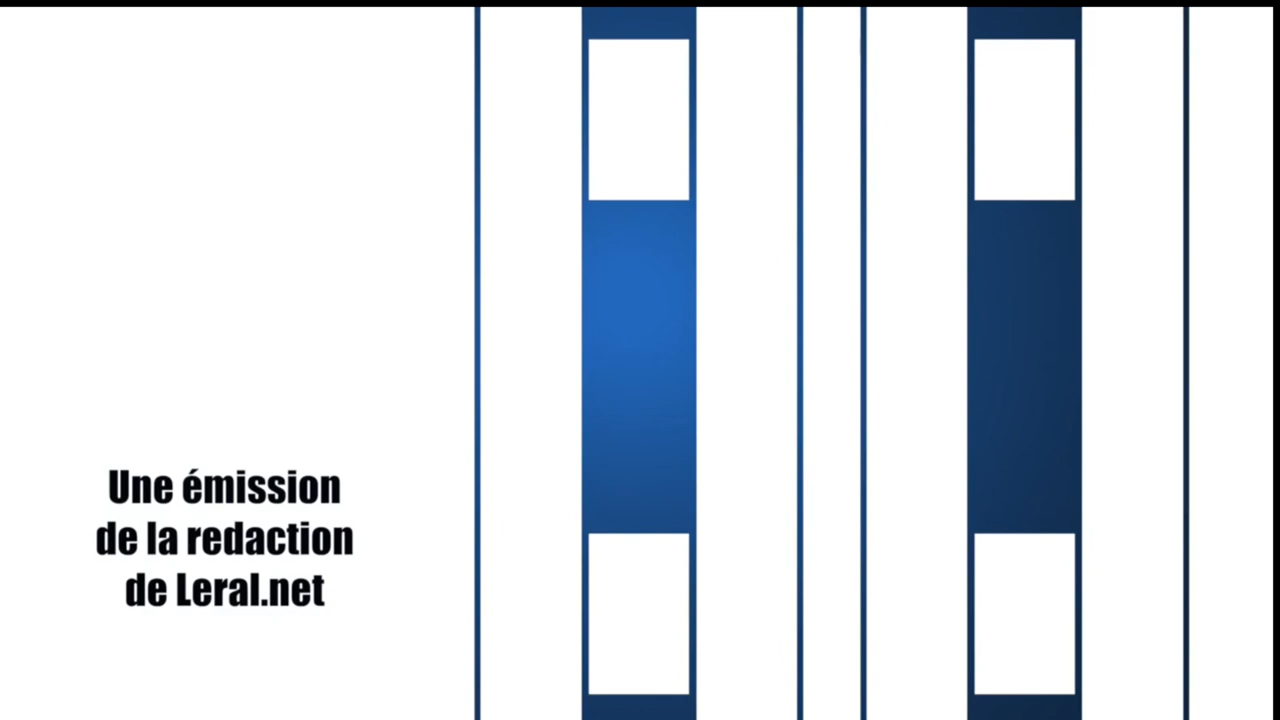 Une émission
de la redaction
de Leral.net